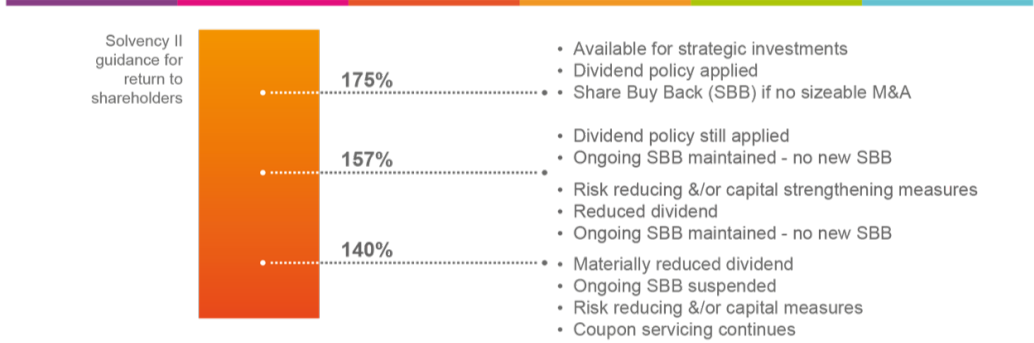 Solvency II
guidance for
return to
shareholders
175%
• Available for strategic investments
• Dividend policy applied
• Share Buy Back (SBB) if no sizeable M&A
157%
• Dividend policy still applied
• Ongoing SBB maintained - no new SBB
• Risk reducing &/or capital strengthening measures
• Reduced dividend
• Ongoing SBB maintained - no new SBB
140%
• Materially reduced dividend
• Ongoing SBB suspended
• Risk reducing &/or capital measures
• Coupon servicing continues